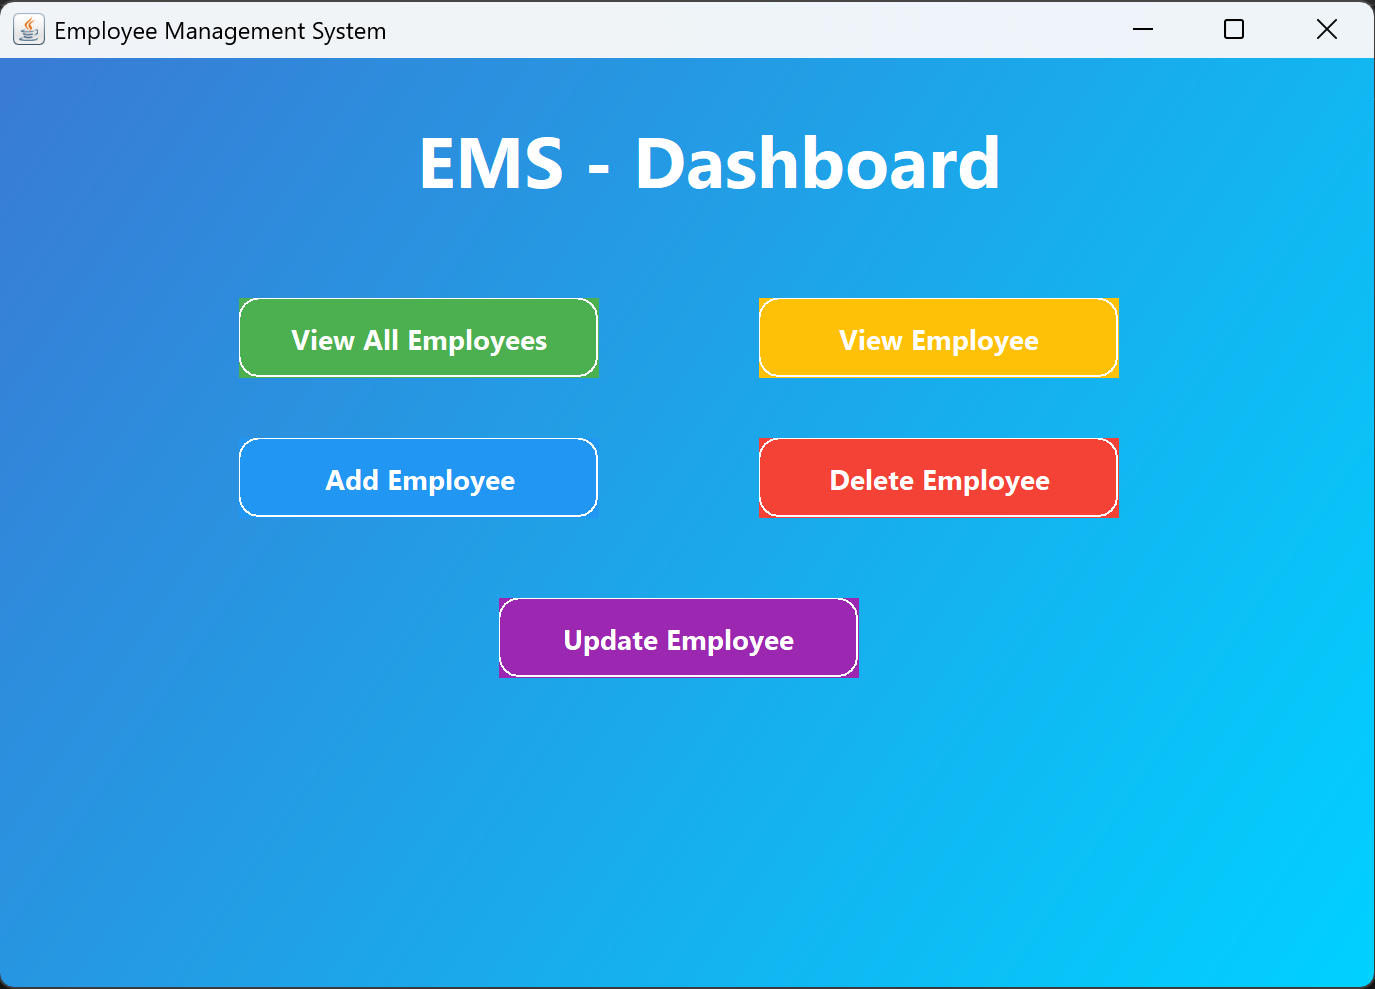 Employee Management System
EMS - Dashboard
View All Employees
View Employee
Add Employee
Delete Employee
Update Employee